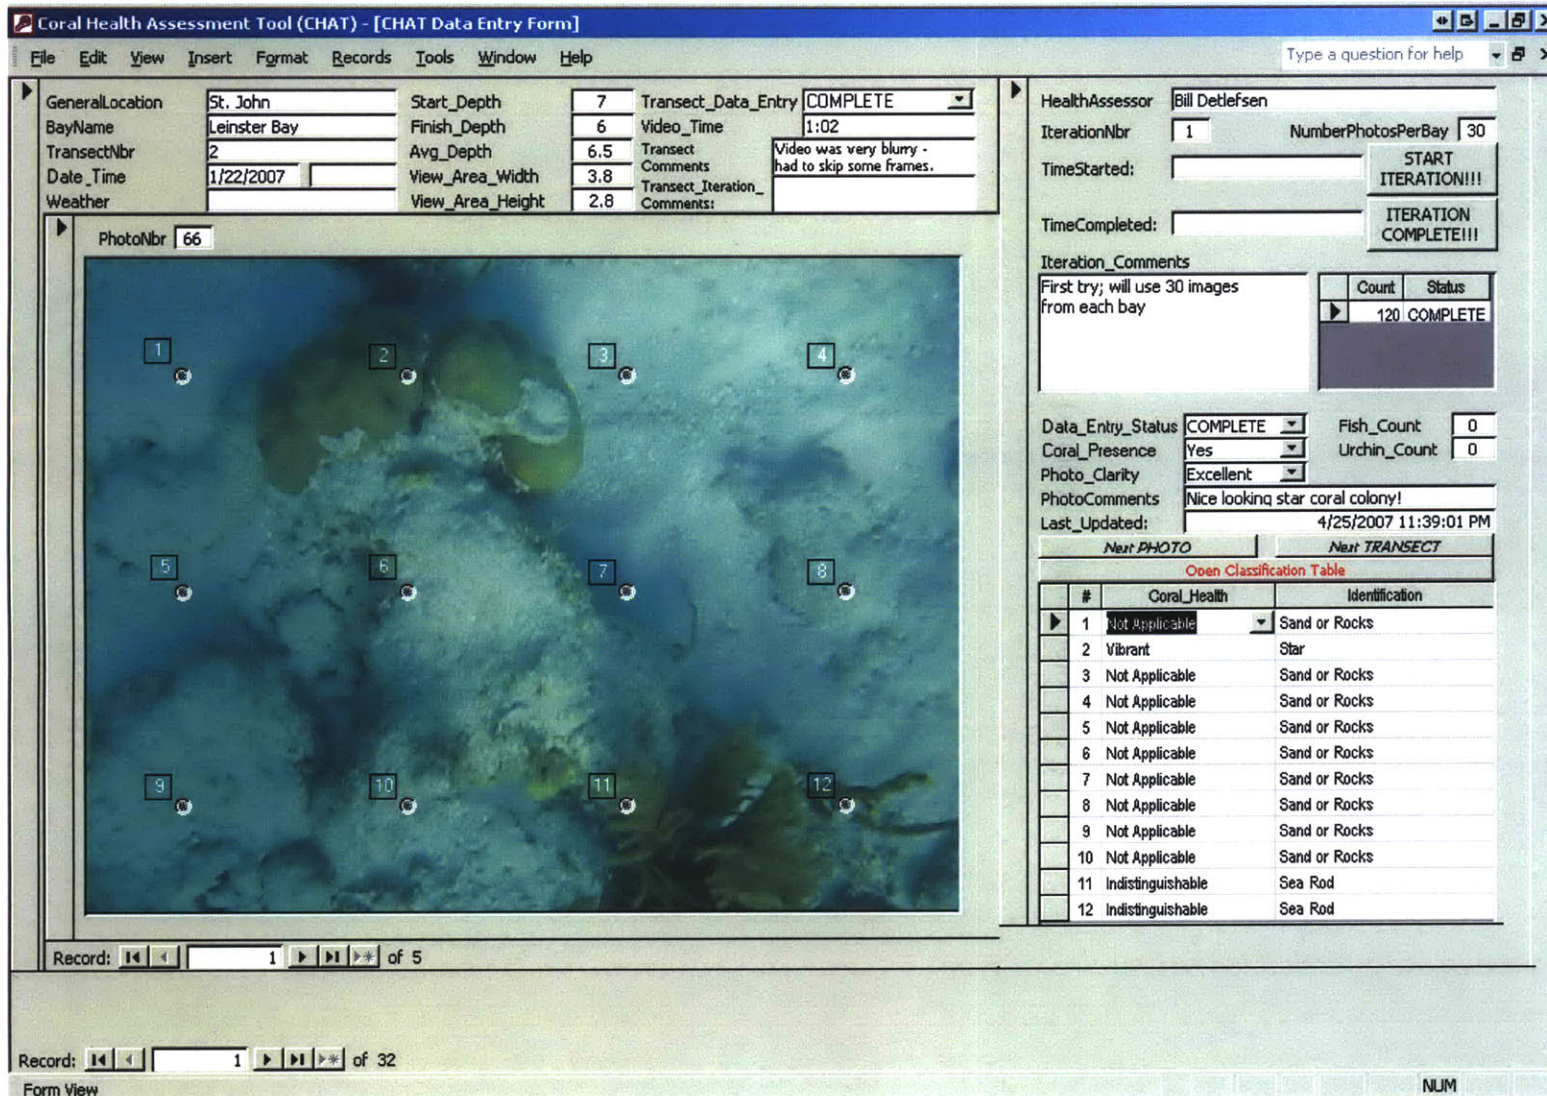 Coral Health Assessment Tool (CHAT) - [CHAT Data Entry Form]
File Edit View Insert Format Records Tools Window Help
Type a question for help
GeneralLocation St. John
BayName Leinster Bay
TransectNbr 2
Date_Time 1/22/2007
Weather
Start_Depth 7
Finish_Depth 6
Avg_Depth 6.5
View_Area_Width 3.8
View_Area_Height 2.8
Transect_Data_Entry COMPLETE
Video_Time 1:02
Transect Comments
Video was very blurry -
had to skip some frames.
Transect_Iteration_
Comments:
HealthAssessor Bill Detlefsen
IterationNbr 1 NumberPhotosPerBay 30
TimeStarted:
START
ITERATION!!!
TimeCompleted:
ITERATION
COMPLETE!!!
Iteration_Comments
First try; will use 30 images
from each bay
Count Status
120 COMPLETE
PhotoNbr 66
1 2 3 4
5 6 7 8
9 10 11 12
Data_Entry_Status COMPLETE Fish_Count 0
Coral_Presence Yes Urchin_Count 0
Photo_Clarity Excellent
PhotoComments Nice looking star coral colony!
Last_Updated: 4/25/2007 11:39:01 PM
Next PHOTO Next TRANSECT
Open Classification Table
# Coral_Health Identification
1 Not Applicable Sand or Rocks
2 Vibrant Star
3 Not Applicable Sand or Rocks
4 Not Applicable Sand or Rocks
5 Not Applicable Sand or Rocks
6 Not Applicable Sand or Rocks
7 Not Applicable Sand or Rocks
8 Not Applicable Sand or Rocks
9 Not Applicable Sand or Rocks
10 Not Applicable Sand or Rocks
11 Indistinguishable Sea Rod
12 Indistinguishable Sea Rod
Record: 1 of 5
Record: 1 of 32
Form View NUM